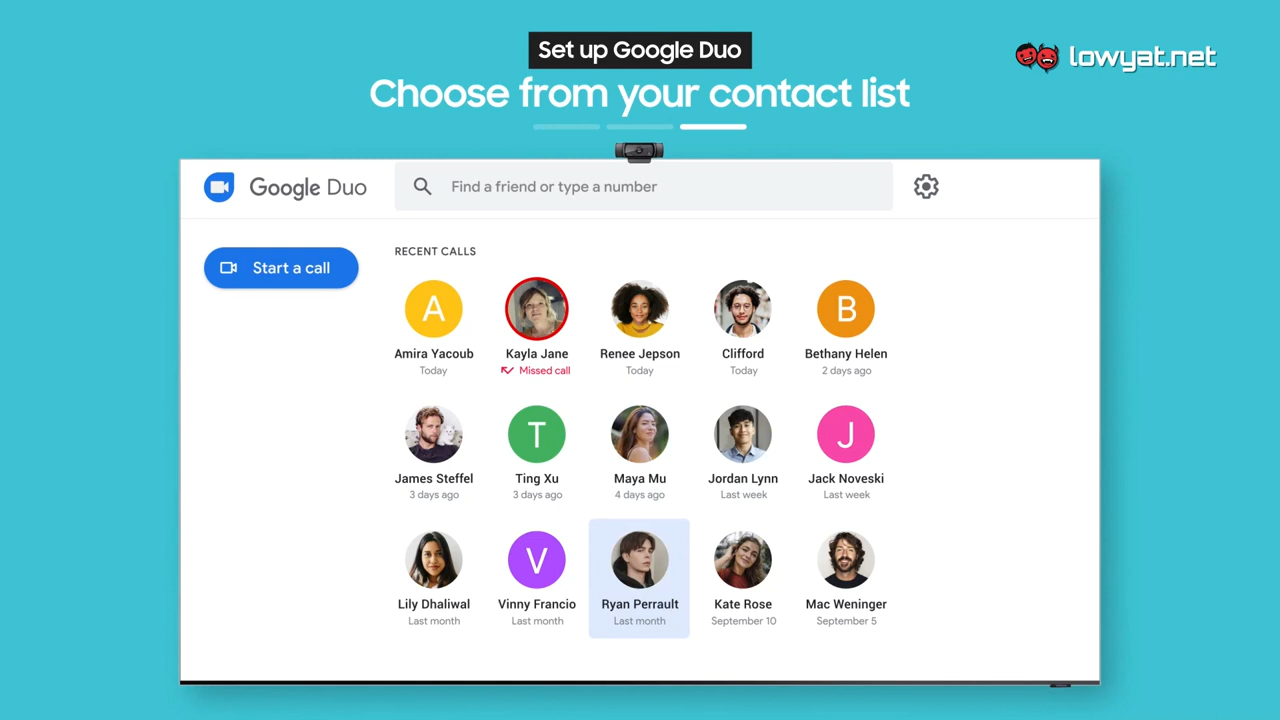 Set up Google Duo
lowyat.net
Choose from your contact list
Google Duo
Find a friend or type a number
Start a call
RECENT CALLS
A
B
Amira Yacoub
Kayla Jane
Renee Jepson
Clifford
Bethany Helen
Today
Missed call
Today
Today
2 days ago
T
J
James Steffel
Ting Xu
Maya Mu
Jordan Lynn
Jack Noveski
3 days ago
3 days ago
4 days ago
Last week
Last week
V
Lily Dhaliwal
Vinny Francio
Ryan Perrault
Kate Rose
Mac Weninger
Last month
Last month
Last month
September 10
September 5